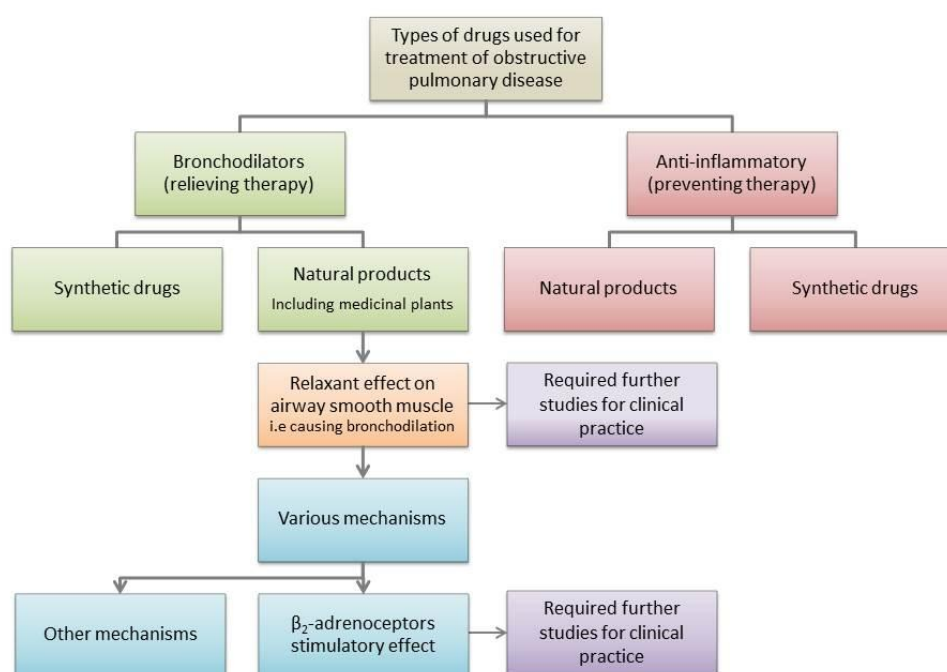 Types of drugs used for
treatment of obstructive
pulmonary disease
Bronchodilators
(relieving therapy)
Anti-inflammatory
(preventing therapy)
Synthetic drugs
Natural products
Including medicinal plants
Natural products
Synthetic drugs
Relaxant effect on
airway smooth muscle
i.e causing bronchodilation
Required further
studies for clinical
practice
Various mechanisms
Other mechanisms
β₂-adrenoceptors
stimulatory effect
Required further
studies for clinical
practice